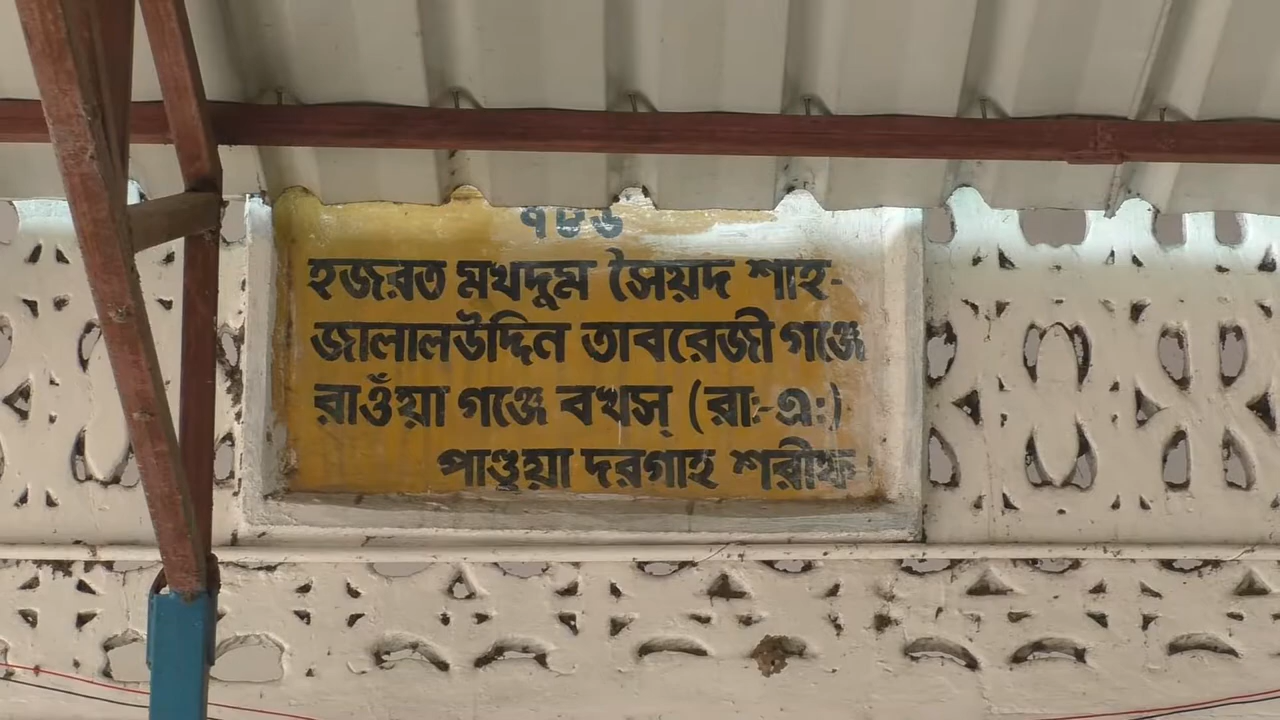 ৭৮৬
হজরত মখদুম সৈয়দ শাহ-
জালালউদ্দিন তাবরেজী গঞ্জে
রাওঁয়া গঞ্জে বখস্ (রাঃ-এঃ)
পাণ্ডুয়া দরগাহ শরীফ